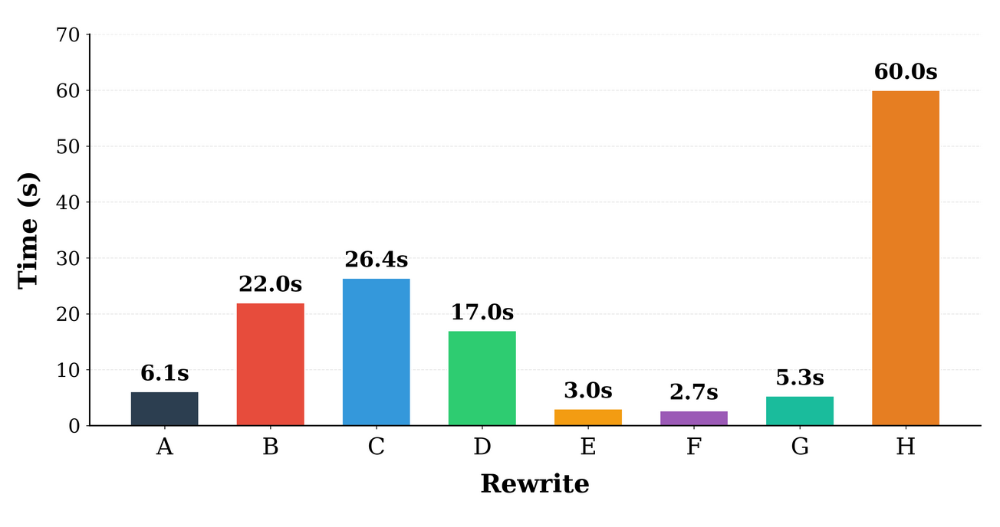 70
60
50
40
30
20
10
0
Time (s)
6.1s
22.0s
26.4s
17.0s
3.0s
2.7s
5.3s
60.0s
A B C D E F G H
Rewrite